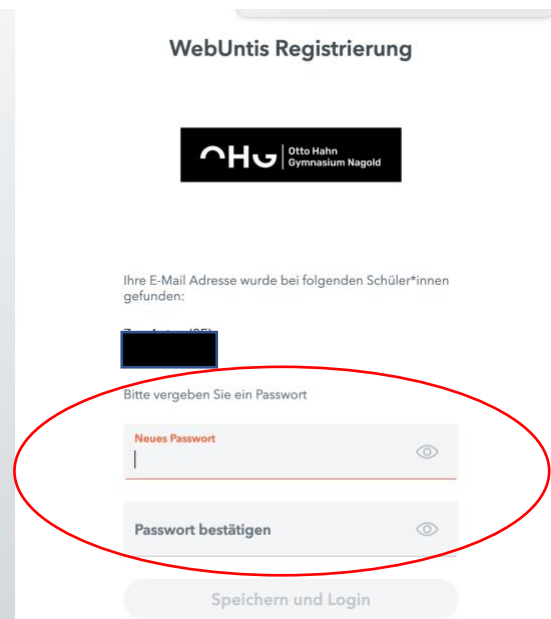 WebUntis Registrierung
OHG
Otto Hahn
Gymnasium Nagold
Ihre E-Mail Adresse wurde bei folgenden Schüler*innen
gefunden:
Bitte vergeben Sie ein Passwort
Neues Passwort
Passwort bestätigen
Speichern und Login